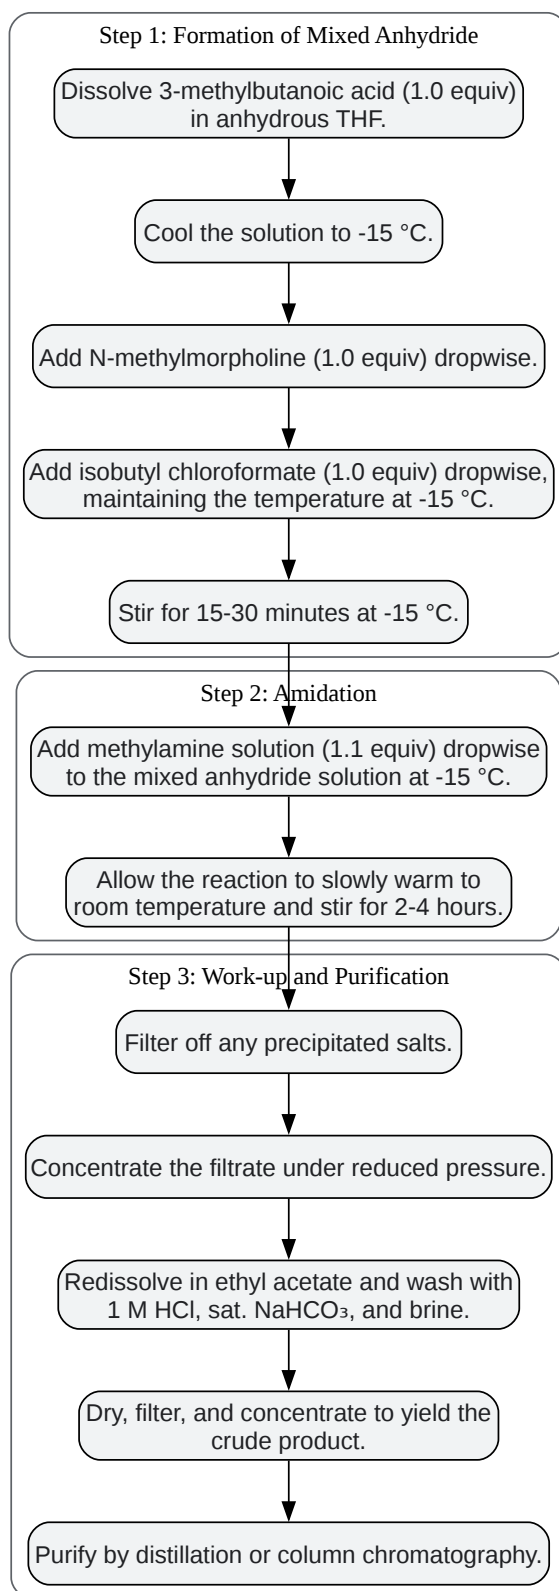 Step 1: Formation of Mixed Anhydride
Dissolve 3-methylbutanoic acid (1.0 equiv)
in anhydrous THF.
Cool the solution to -15 °C.
Add N-methylmorpholine (1.0 equiv) dropwise.
Add isobutyl chloroformate (1.0 equiv) dropwise,
maintaining the temperature at -15 °C.
Stir for 15-30 minutes at -15 °C.
Step 2: Amidation
Add methylamine solution (1.1 equiv) dropwise
to the mixed anhydride solution at -15 °C.
Allow the reaction to slowly warm to
room temperature and stir for 2-4 hours.
Step 3: Work-up and Purification
Filter off any precipitated salts.
Concentrate the filtrate under reduced pressure.
Redissolve in ethyl acetate and wash with
1 M HCl, sat. NaHCO₃, and brine.
Dry, filter, and concentrate to yield the
crude product.
Purify by distillation or column chromatography.